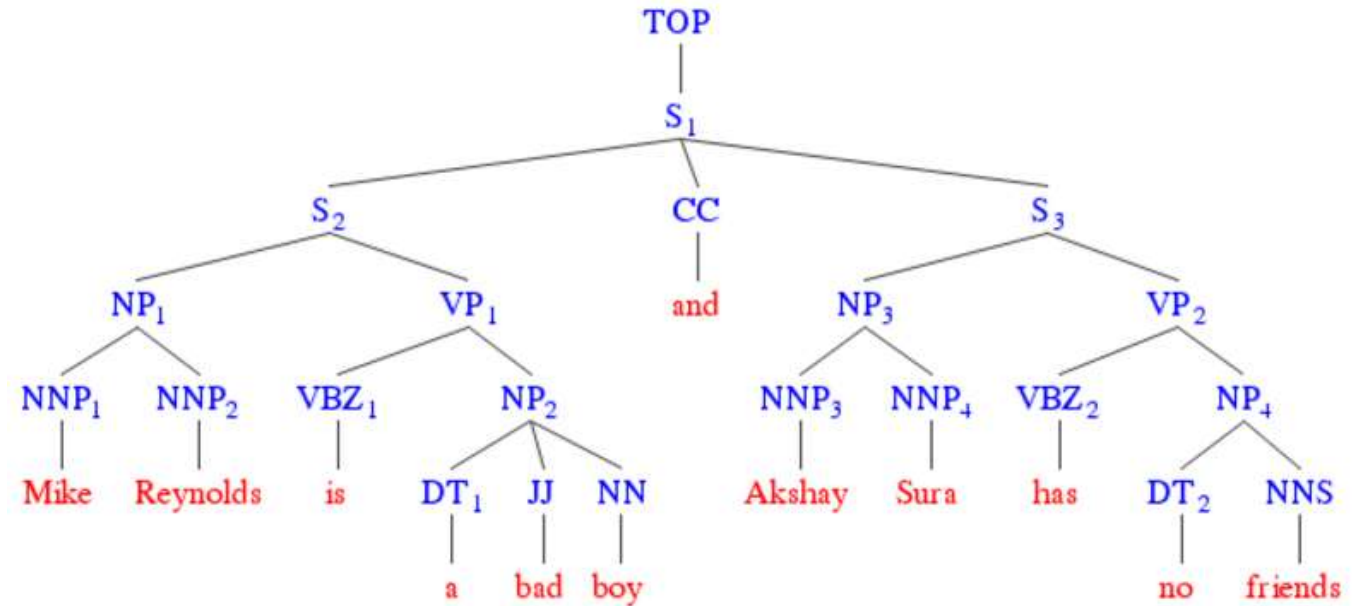 TOP
S1
S2 CC S3
NP1 VP1 and NP3 VP2
NNP1 NNP2 VBZ1 NP2 NNP3 NNP4 VBZ2 NP4
Mike Reynolds is DT1 JJ NN Akshay Sura has DT2 NNS
a bad boy no friends